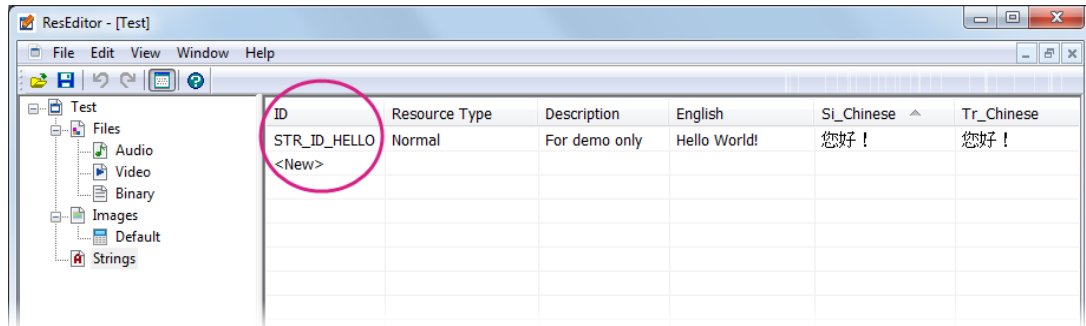 ResEditor - [Test]
File Edit View Window Help
Test
Files
Audio
Video
Binary
Images
Default
Strings
ID Resource Type Description English Si_Chinese Tr_Chinese
STR_ID_HELLO Normal For demo only Hello World! 您好！ 您好！
<New>